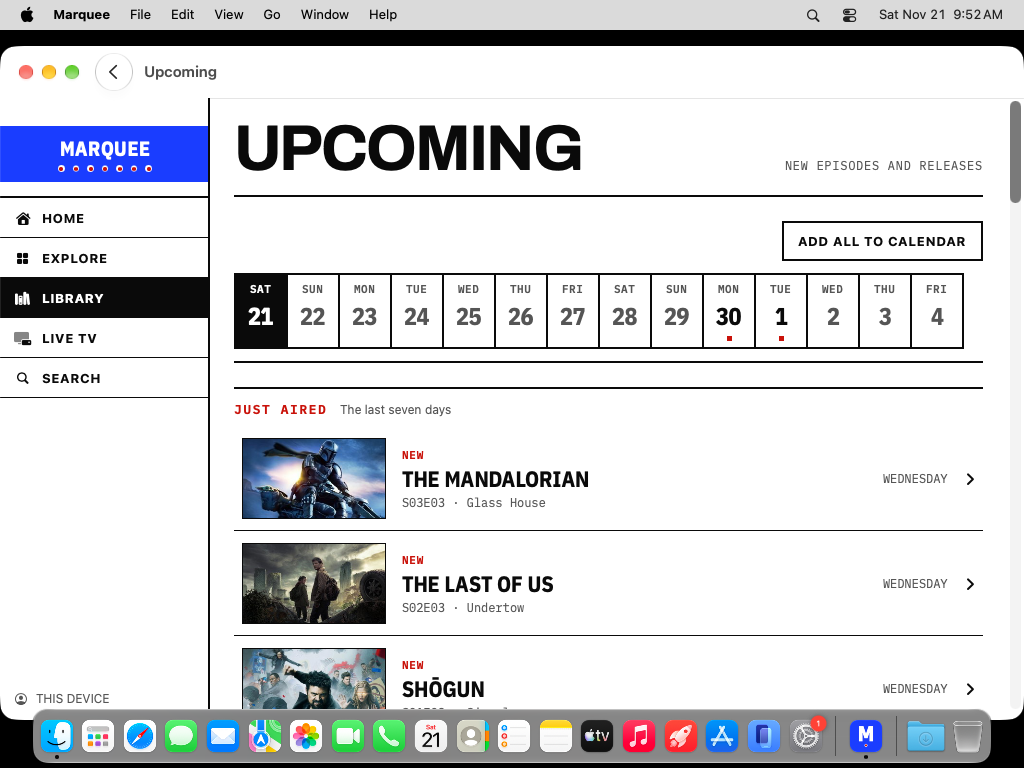 Marquee File Edit View Go Window Help Sat Nov 21 9:52 AM
Upcoming
MARQUEE
HOME
EXPLORE
LIBRARY
LIVE TV
SEARCH
THIS DEVICE
UPCOMING
NEW EPISODES AND RELEASES
ADD ALL TO CALENDAR
SAT SUN MON TUE WED THU FRI SAT SUN MON TUE WED THU FRI
21 22 23 24 25 26 27 28 29 30 1 2 3 4
JUST AIRED The last seven days
NEW
THE MANDALORIAN
S03E03 · Glass House
WEDNESDAY
NEW
THE LAST OF US
S02E03 · Undertow
WEDNESDAY
NEW
SHŌGUN
WEDNESDAY
Sat
21
tv
1
M